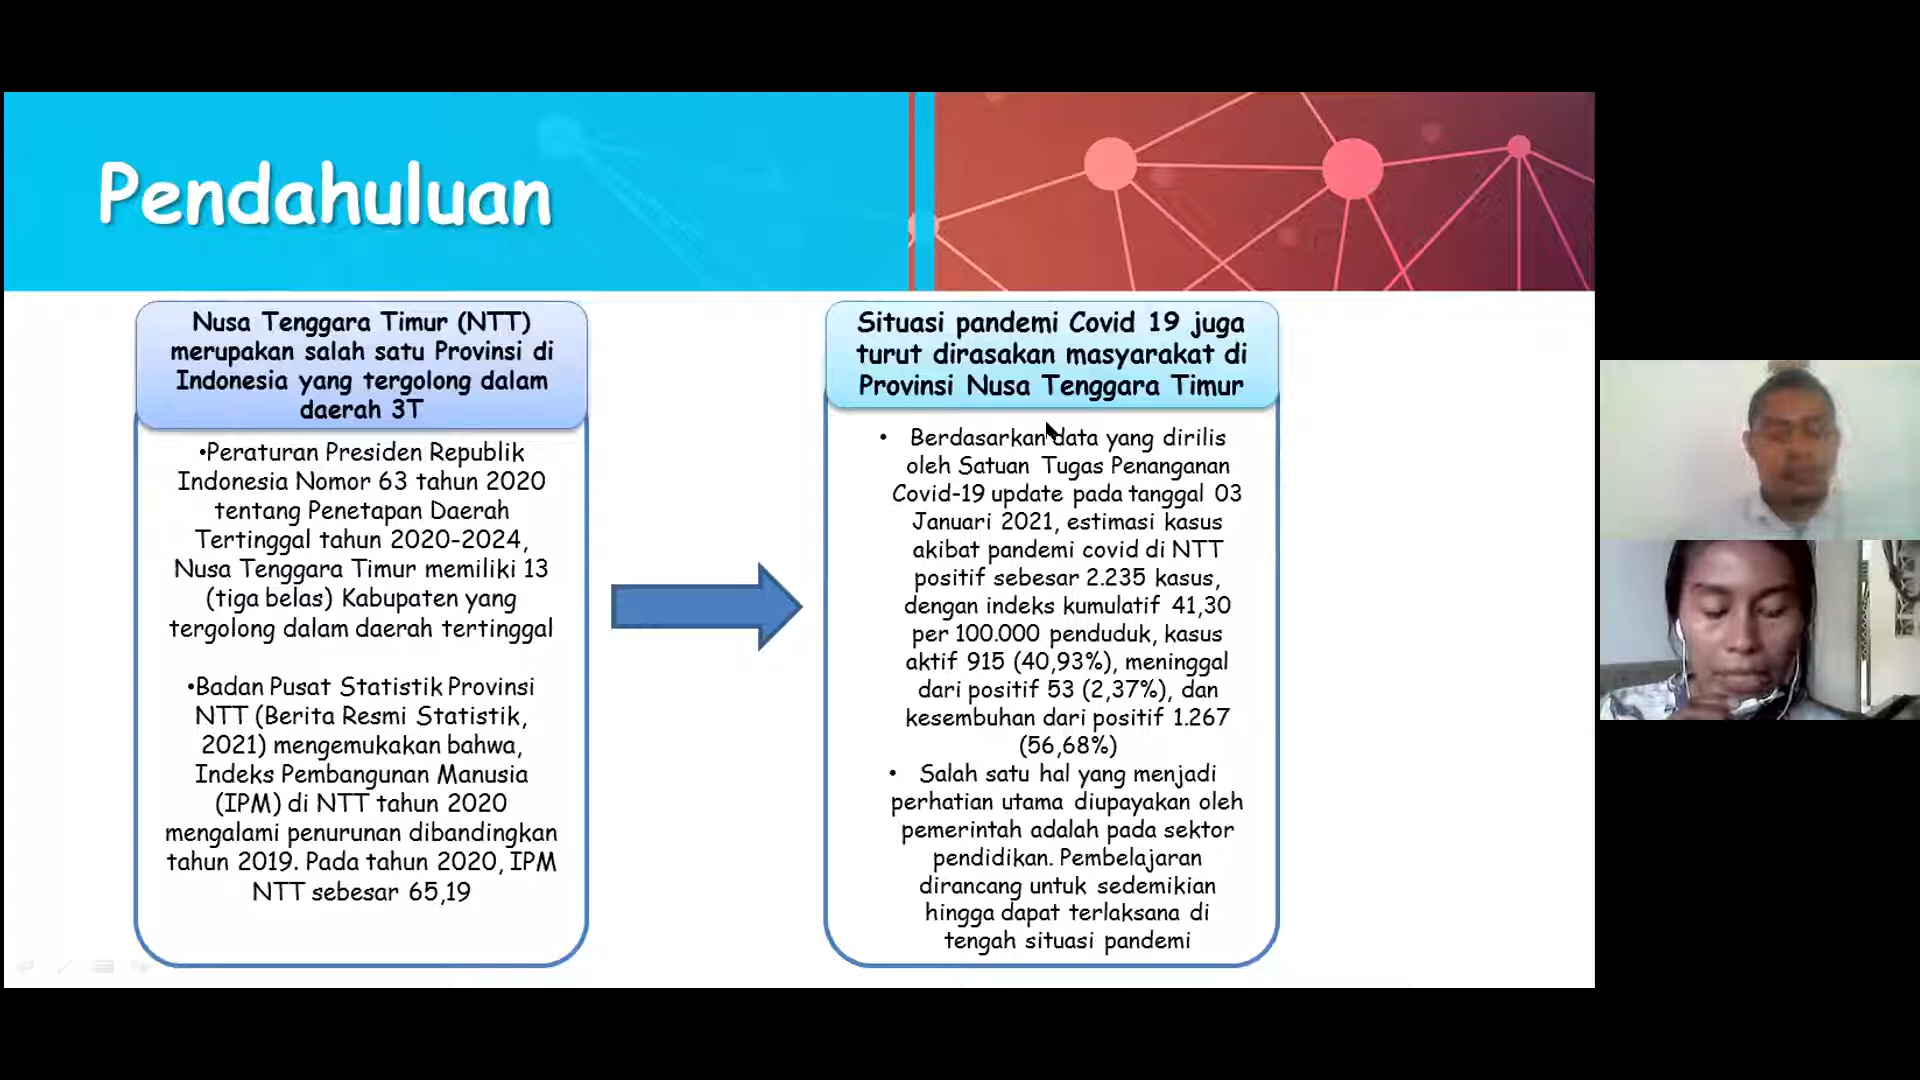 Pendahuluan
Nusa Tenggara Timur (NTT)
merupakan salah satu Provinsi di
Indonesia yang tergolong dalam
daerah 3T
•Peraturan Presiden Republik
Indonesia Nomor 63 tahun 2020
tentang Penetapan Daerah
Tertinggal tahun 2020-2024,
Nusa Tenggara Timur memiliki 13
(tiga belas) Kabupaten yang
tergolong dalam daerah tertinggal
•Badan Pusat Statistik Provinsi
NTT (Berita Resmi Statistik,
2021) mengemukakan bahwa,
Indeks Pembangunan Manusia
(IPM) di NTT tahun 2020
mengalami penurunan dibandingkan
tahun 2019. Pada tahun 2020, IPM
NTT sebesar 65,19
Situasi pandemi Covid 19 juga
turut dirasakan masyarakat di
Provinsi Nusa Tenggara Timur
• Berdasarkan data yang dirilis
oleh Satuan Tugas Penanganan
Covid-19 update pada tanggal 03
Januari 2021, estimasi kasus
akibat pandemi covid di NTT
positif sebesar 2.235 kasus,
dengan indeks kumulatif 41,30
per 100.000 penduduk, kasus
aktif 915 (40,93%), meninggal
dari positif 53 (2,37%), dan
kesembuhan dari positif 1.267
(56,68%)
• Salah satu hal yang menjadi
perhatian utama diupayakan oleh
pemerintah adalah pada sektor
pendidikan. Pembelajaran
dirancang untuk sedemikian
hingga dapat terlaksana di
tengah situasi pandemi